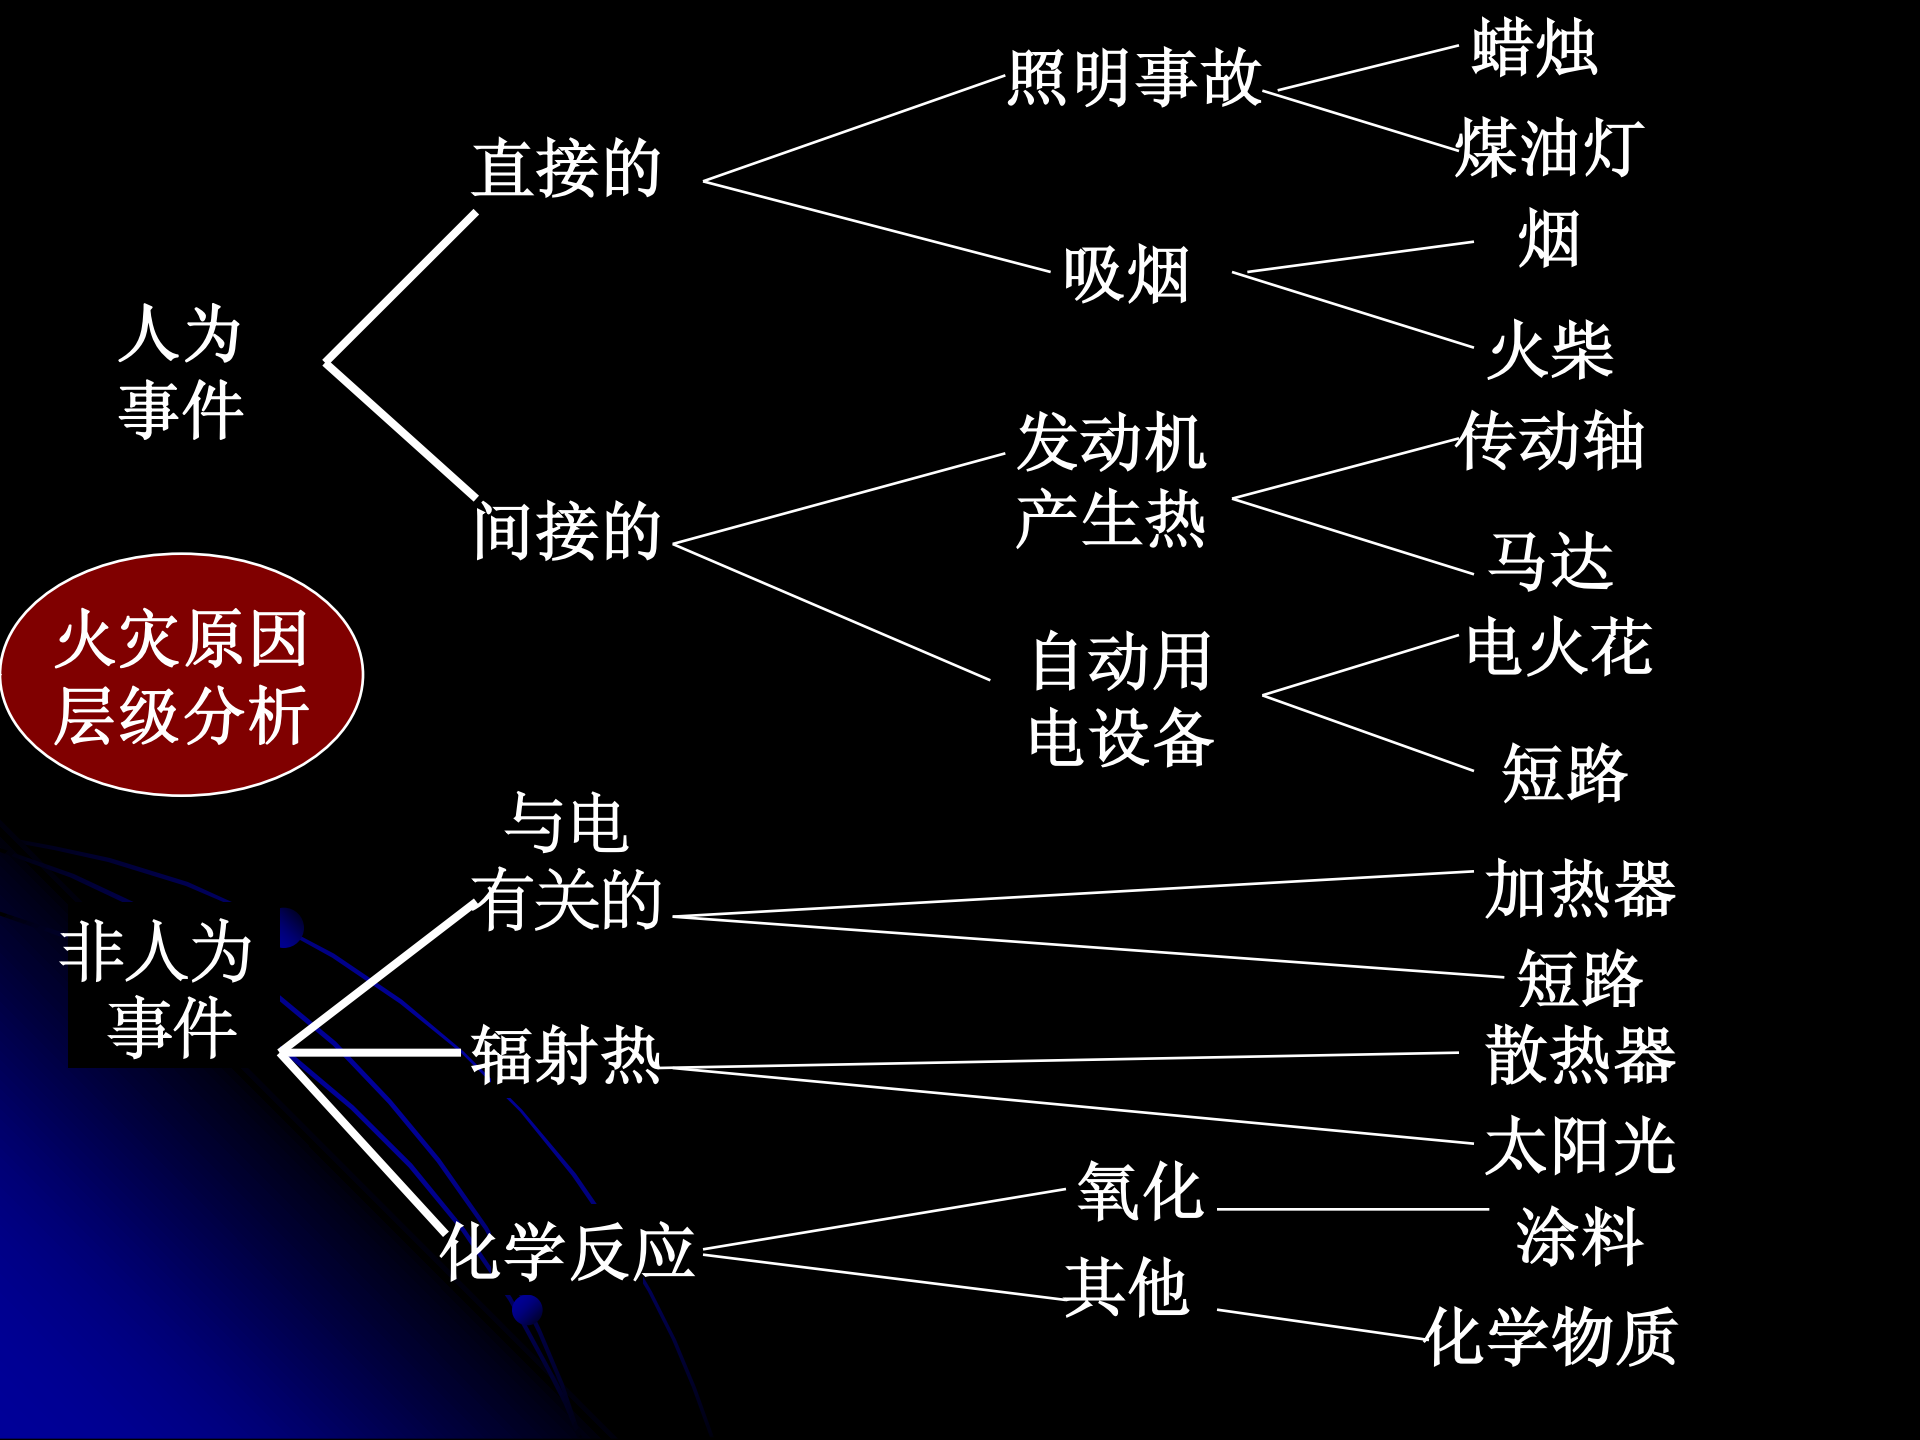 蜡烛
照明事故
煤油灯
直接的
烟
吸烟
人为
事件
火柴
发动机
产生热
传动轴
间接的
马达
火灾原因
层级分析
自动用
电设备
电火花
短路
与电
有关的
加热器
非人为
事件
短路
辐射热
散热器
太阳光
氧化
涂料
化学反应
其他
化学物质